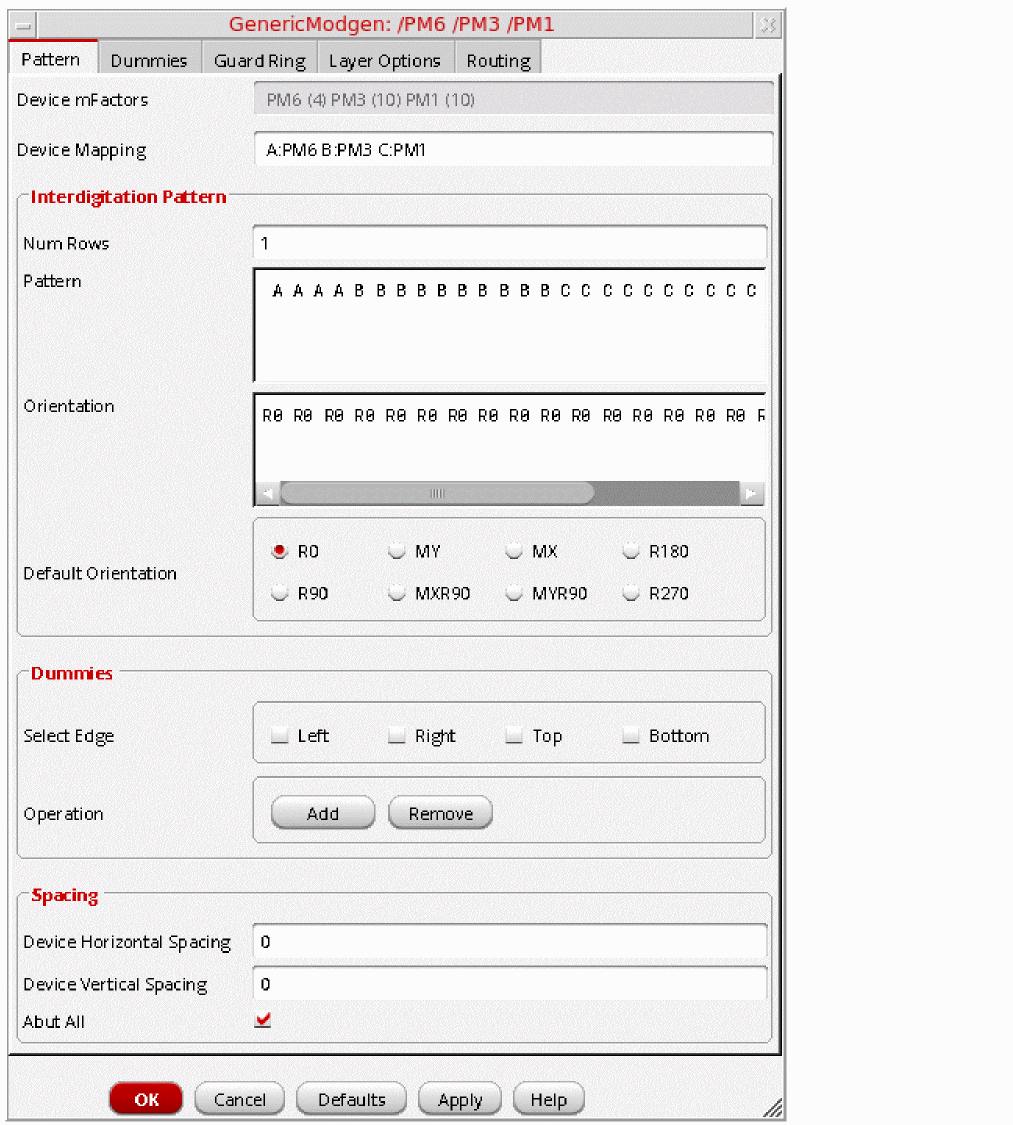 GenericModgen: /PM6 /PM3 /PM1
Pattern Dummies Guard Ring Layer Options Routing
Device mFactors PM6 (4) PM3 (10) PM1 (10)
Device Mapping A:PM6 B:PM3 C:PM1
Interdigitation Pattern
Num Rows 1
Pattern A A A A B B B B B B B B B B C C C C C C C C C C
Orientation R0 R0 R0 R0 R0 R0 R0 R0 R0 R0 R0 R0 R0 R0 R0 R0 R
R0 MY MX R180
Default Orientation
R90 MXR90 MYR90 R270
Dummies
Select Edge Left Right Top Bottom
Operation Add Remove
Spacing
Device Horizontal Spacing 0
Device Vertical Spacing 0
Abut All
OK Cancel Defaults Apply Help